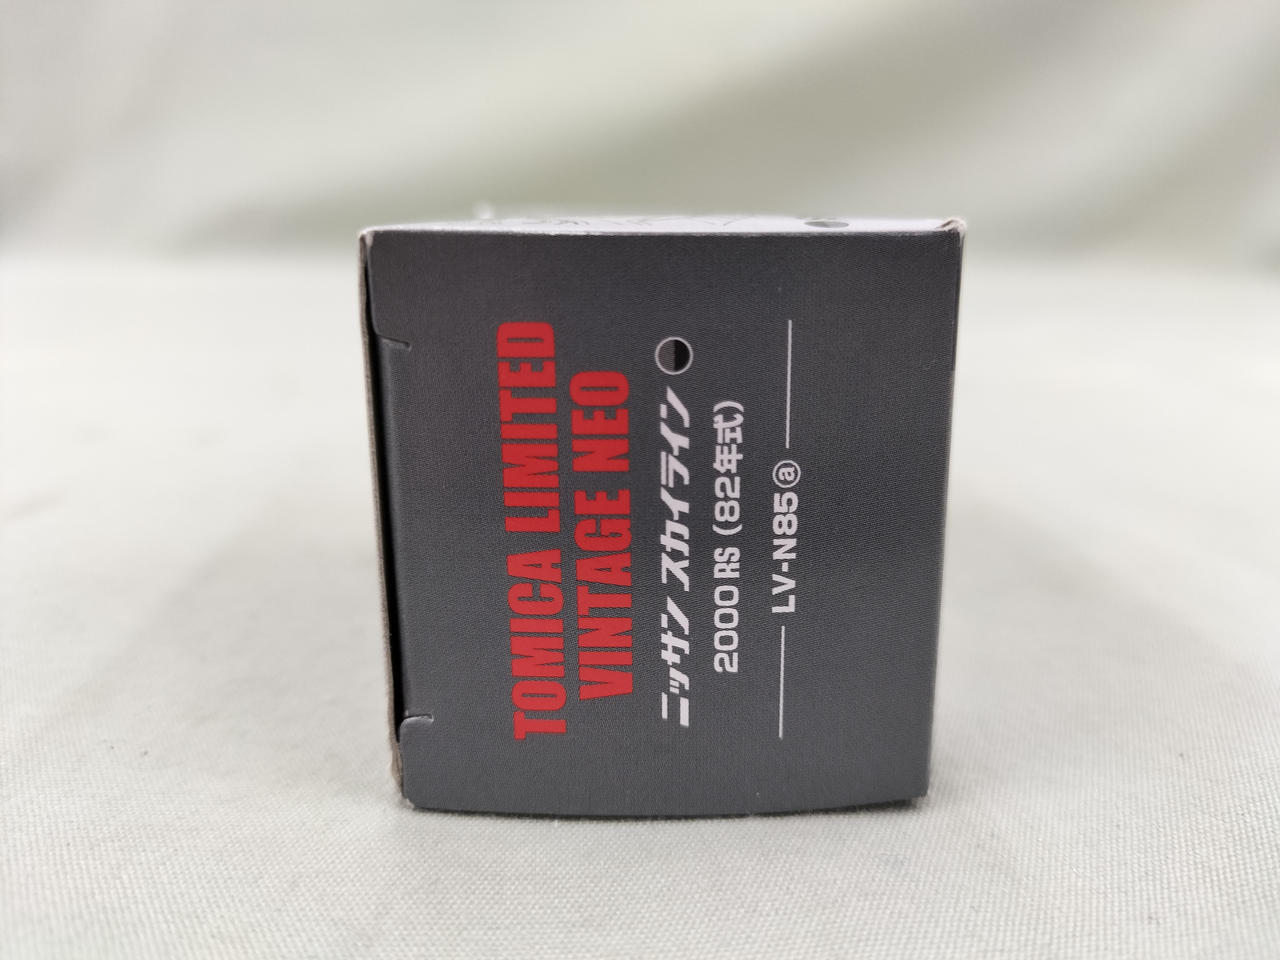 TOMICA LIMITED
VINTAGE NEO
ニッサン スカイライン
2000 RS (82年式)
LV-N85ⓐ